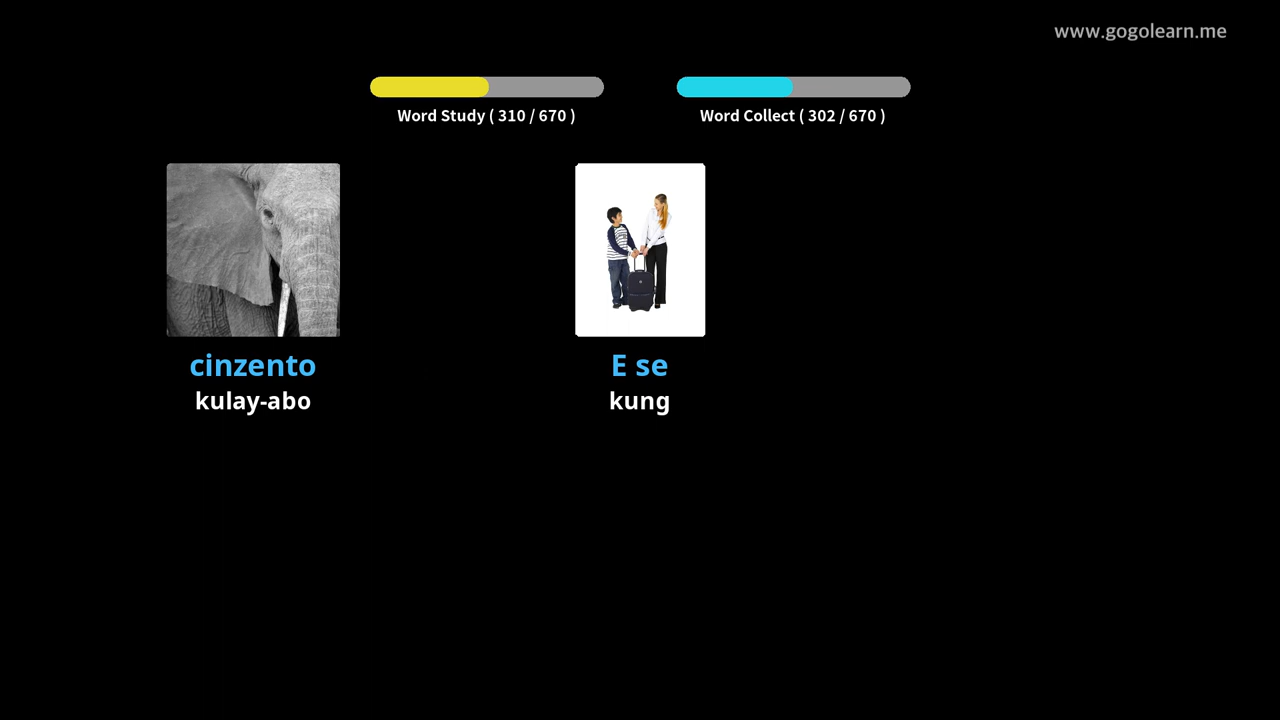 www.gogolearn.me
Word Study ( 310 / 670 )
Word Collect ( 302 / 670 )
cinzento
kulay-abo
E se
kung